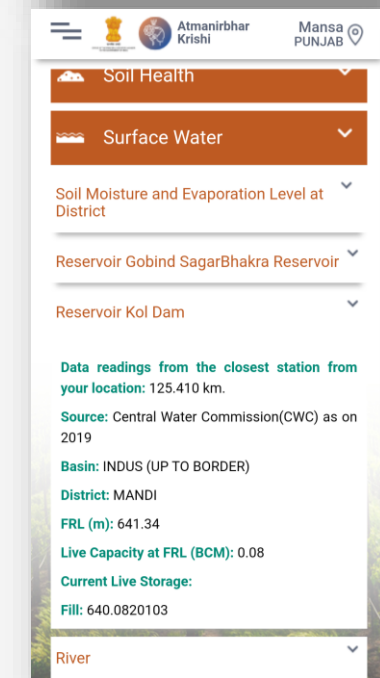 Atmanirbhar
Krishi
Mansa
PUNJAB
Soil Health
Surface Water
Soil Moisture and Evaporation Level at
District
Reservoir Gobind SagarBhakra Reservoir
Reservoir Kol Dam
Data readings from the closest station from
your location: 125.410 km.
Source: Central Water Commission(CWC) as on
2019
Basin: INDUS (UP TO BORDER)
District: MANDI
FRL (m): 641.34
Live Capacity at FRL (BCM): 0.08
Current Live Storage:
Fill: 640.0820103
River